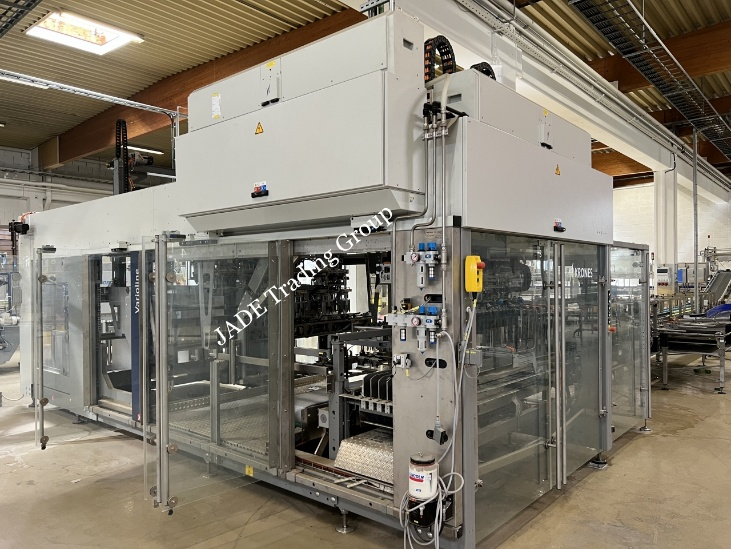 JADE Trading Group
Varioline
KRONES